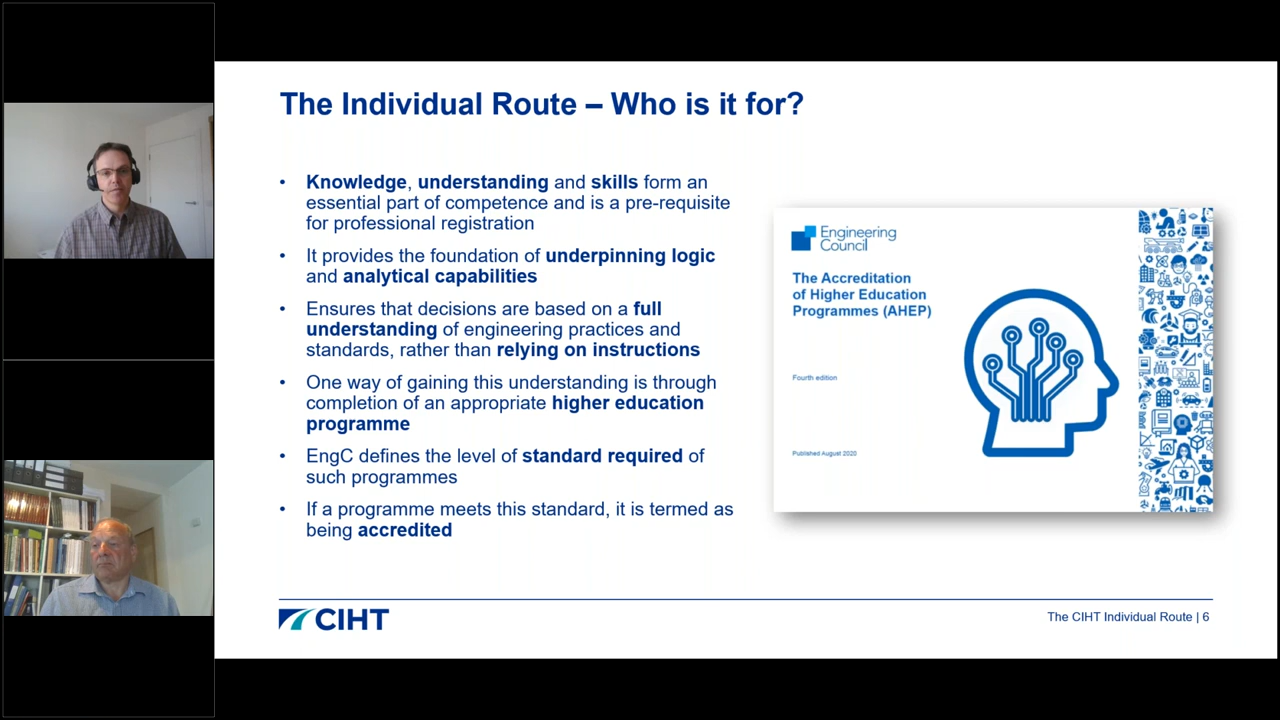 The Individual Route – Who is it for?
• Knowledge, understanding and skills form an
essential part of competence and is a pre-requisite
for professional registration
• It provides the foundation of underpinning logic
and analytical capabilities
• Ensures that decisions are based on a full
understanding of engineering practices and
standards, rather than relying on instructions
• One way of gaining this understanding is through
completion of an appropriate higher education
programme
• EngC defines the level of standard required of
such programmes
• If a programme meets this standard, it is termed as
being accredited
Engineering
Council
The Accreditation
of Higher Education
Programmes (AHEP)
Fourth edition
Published August 2020
CIHT
The CIHT Individual Route | 6